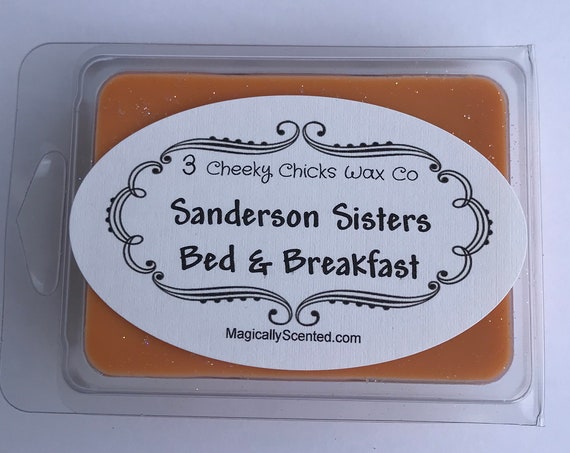 3 Cheeky Chicks Wax Co
Sanderson Sisters
Bed & Breakfast
MagicallyScented.com